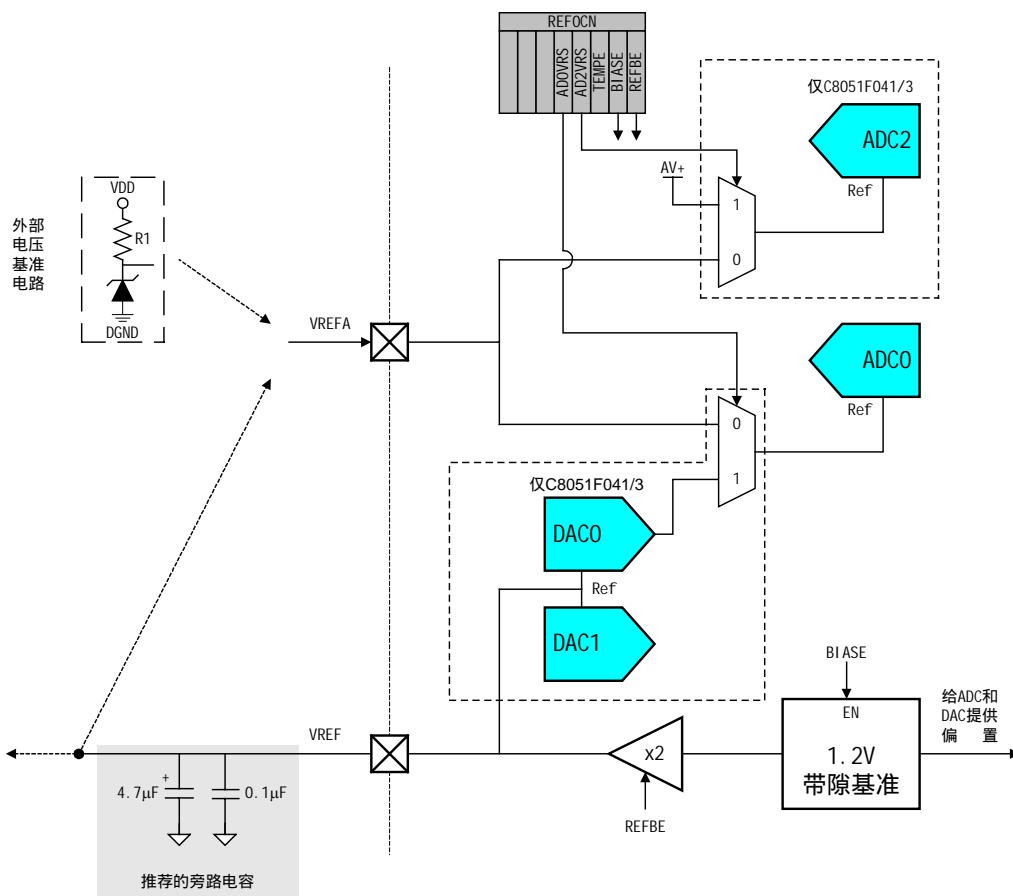 REFOCN
AD0VRS
AD2VRS
TEMPE
BIASE
REFBE
仅C8051F041/3
ADC2
Ref
AV+
1
0
外部
电压
基准
电路
VDD
R1
DGND
VREFA
ADC0
Ref
0
1
仅C8051F041/3
DAC0
Ref
DAC1
BIASE
EN
1.2V
带隙基准
给ADC和
DAC提供
偏 置
VREF
x2
REFBE
+
4.7μF
0.1μF
推荐的旁路电容